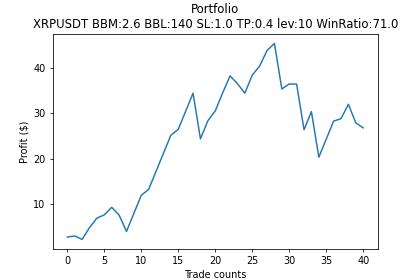 Portfolio
XRPUSDT BBM:2.6 BBL:140 SL:1.0 TP:0.4 lev:10 WinRatio:71.0
40
30
20
10
Profit ($)
0 5 10 15 20 25 30 35 40
Trade counts